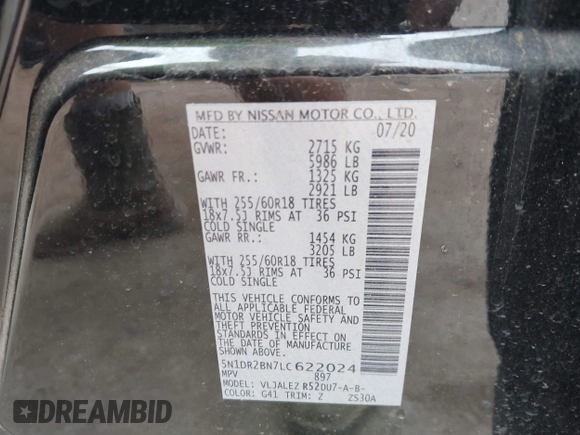 MFD BY NISSAN MOTOR CO., LTD.
DATE: 07/20
GVWR: 2715 KG
5986 LB
GAWR FR.: 1325 KG
2921 LB
WITH 255/60R18 TIRES
18x7.5J RIMS AT 36 PSI
COLD SINGLE
GAWR RR.: 1454 KG
3205 LB
WITH 255/60R18 TIRES
18x7.5J RIMS AT 36 PSI
COLD SINGLE
THIS VEHICLE CONFORMS TO
ALL APPLICABLE FEDERAL
MOTOR VEHICLE SAFETY AND
THEFT PREVENTION
STANDARDS IN EFFECT ON
THE DATE OF MANUFACTURE
SHOWN ABOVE.
5N1DR2BN7LC622024
MPV 897
MODEL: VLJALEZ R52DU7-A-B-
COLOR: G41 TRIM: Z ZS30A
© DIDIT.CARS